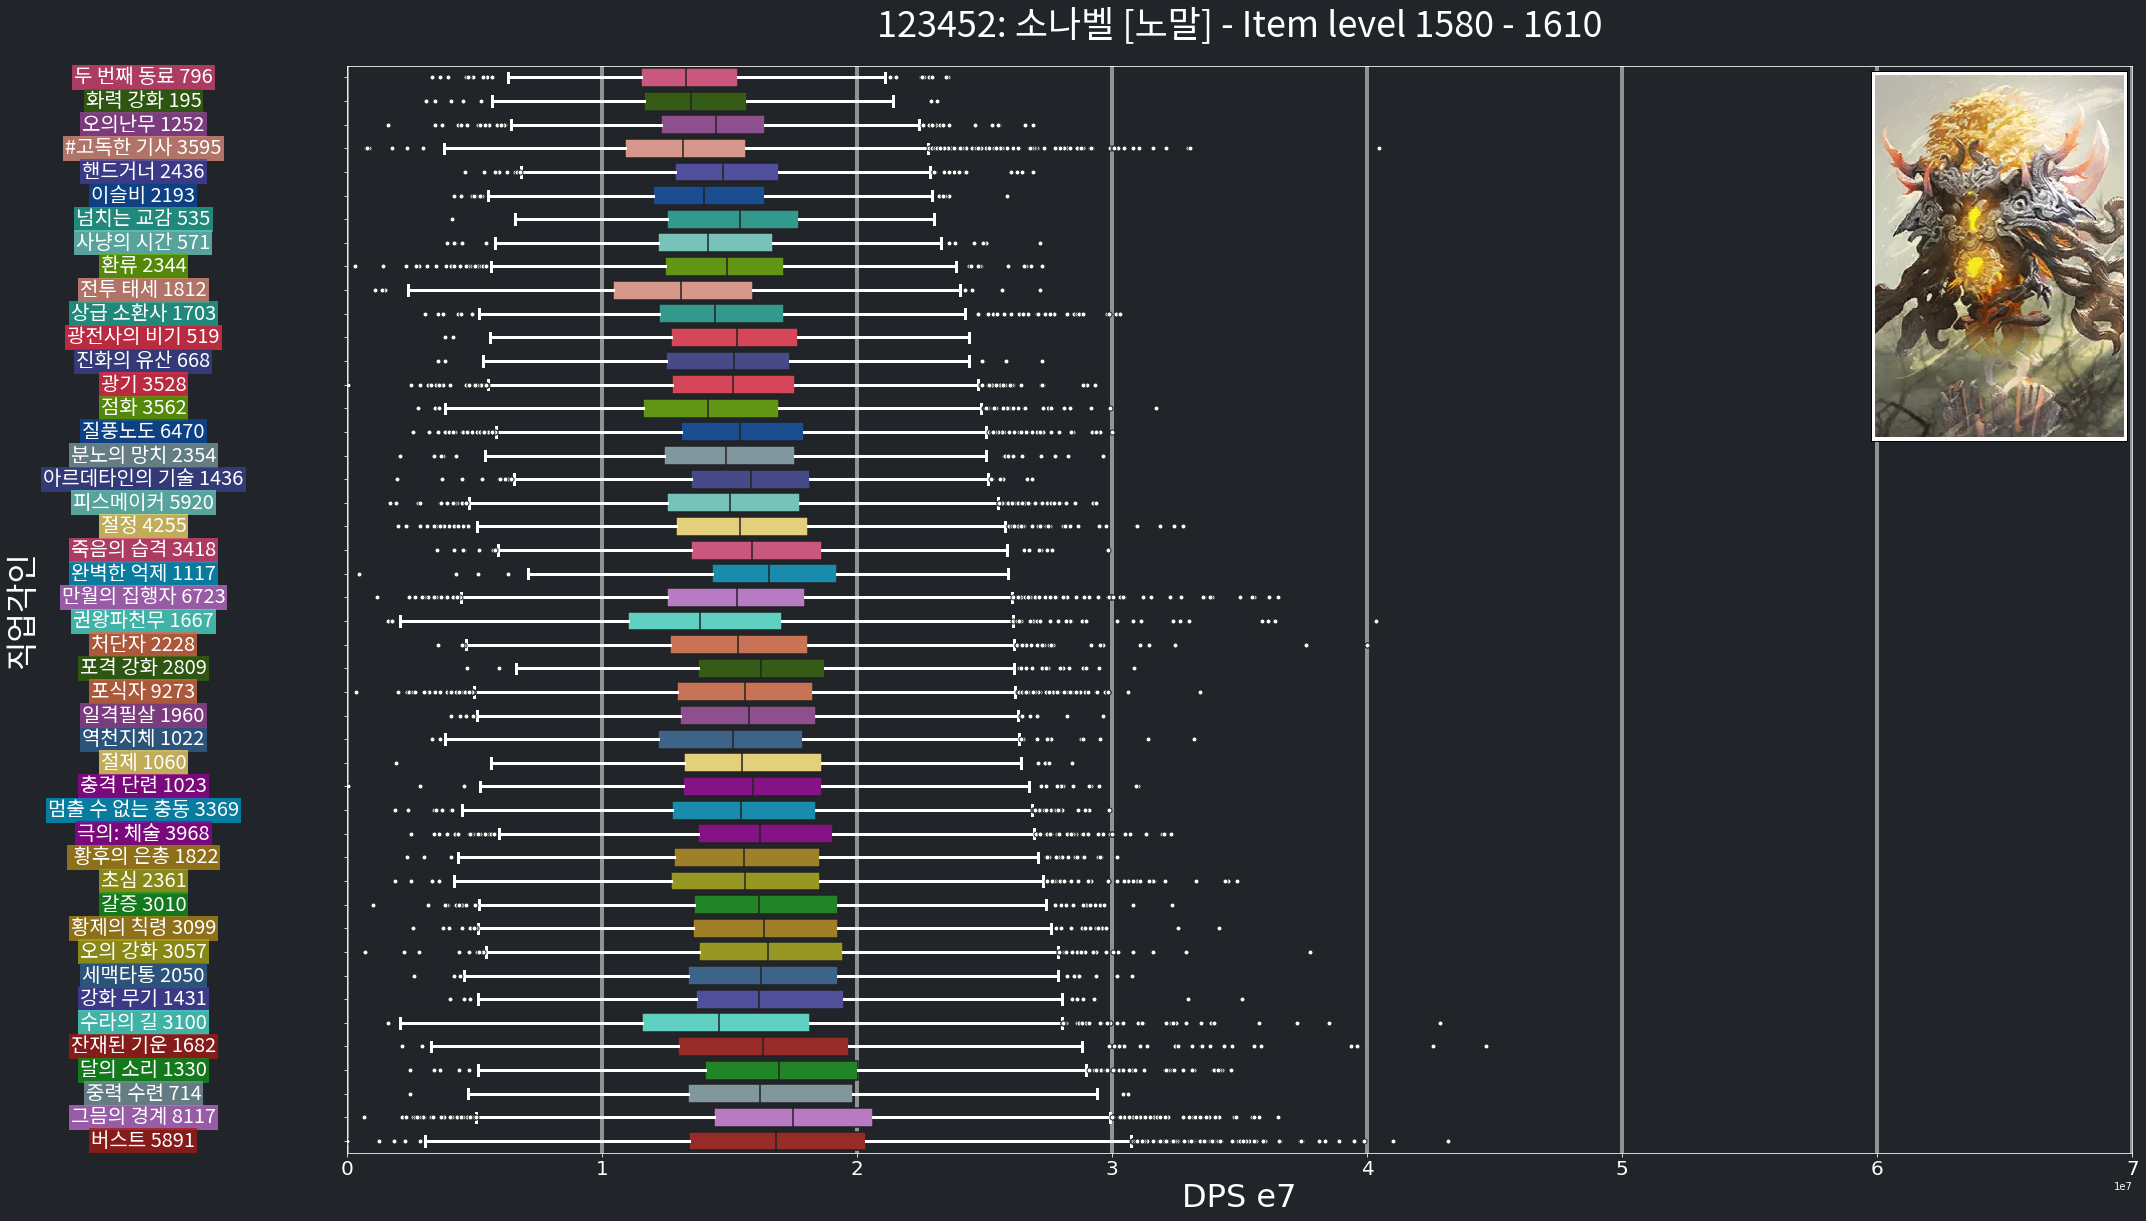 123452: 소나벨 [노말] - Item level 1580 - 1610
두 번째 동료 796
화력 강화 195
오의난무 1252
#고독한 기사 3595
핸드거너 2436
이슬비 2193
넘치는 교감 535
사냥의 시간 571
환류 2344
전투 태세 1812
상급 소환사 1703
광전사의 비기 519
진화의 유산 668
광기 3528
점화 3562
질풍노도 6470
분노의 망치 2354
아르데타인의 기술 1436
피스메이커 5920
절정 4255
죽음의 습격 3418
완벽한 억제 1117
만월의 집행자 6723
권왕파천무 1667
처단자 2228
포격 강화 2809
포식자 9273
일격필살 1960
역천지체 1022
절제 1060
충격 단련 1023
멈출 수 없는 충동 3369
극의: 체술 3968
황후의 은총 1822
초심 2361
갈증 3010
황제의 칙령 3099
오의 강화 3057
세맥타통 2050
강화 무기 1431
수라의 길 3100
잔재된 기운 1682
달의 소리 1330
중력 수련 714
그믐의 경계 8117
버스트 5891
직업각인
0 1 2 3 4 5 6 7
1e7
DPS e7